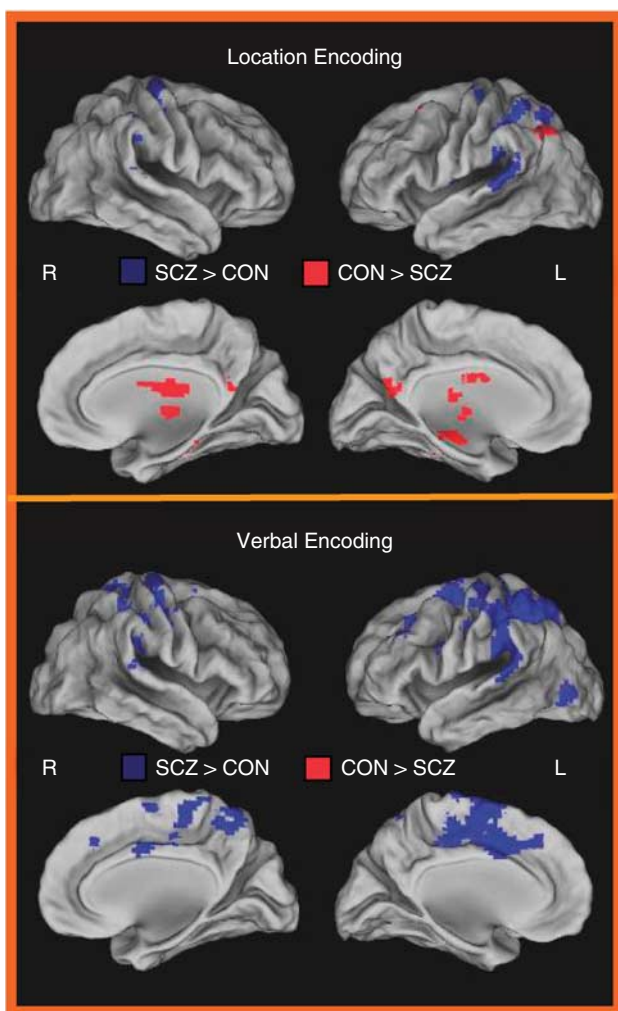 Location Encoding
R SCZ > CON CON > SCZ L
Verbal Encoding
R SCZ > CON CON > SCZ L